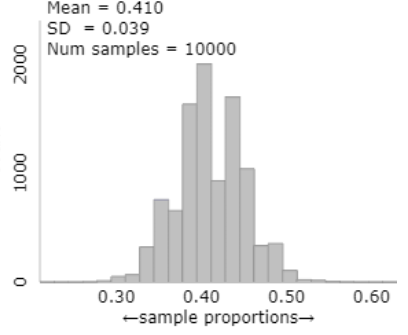 Mean = 0.410
SD = 0.039
Num samples = 10000
2000
1000
0
0.30 0.40 0.50 0.60
←sample proportions→